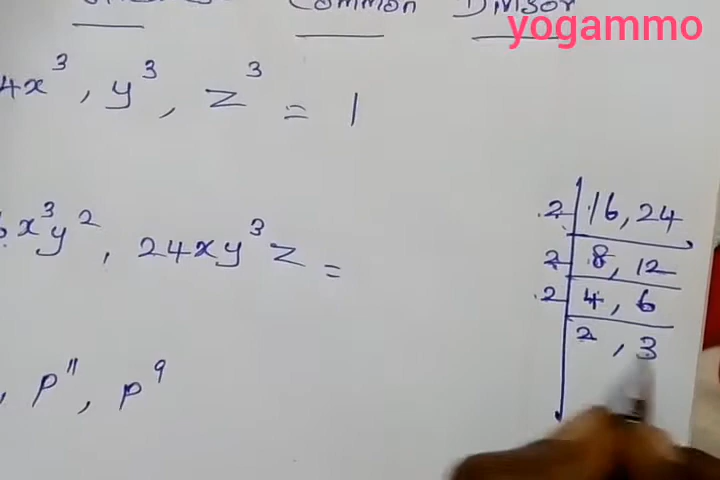 Common Divisor
yogammo
4x³, y³, z³ = 1
x³y², 24xy³z =
2 | 16, 24
2 | 8, 12
2 | 4, 6
2, 3
, p¹¹, p⁹